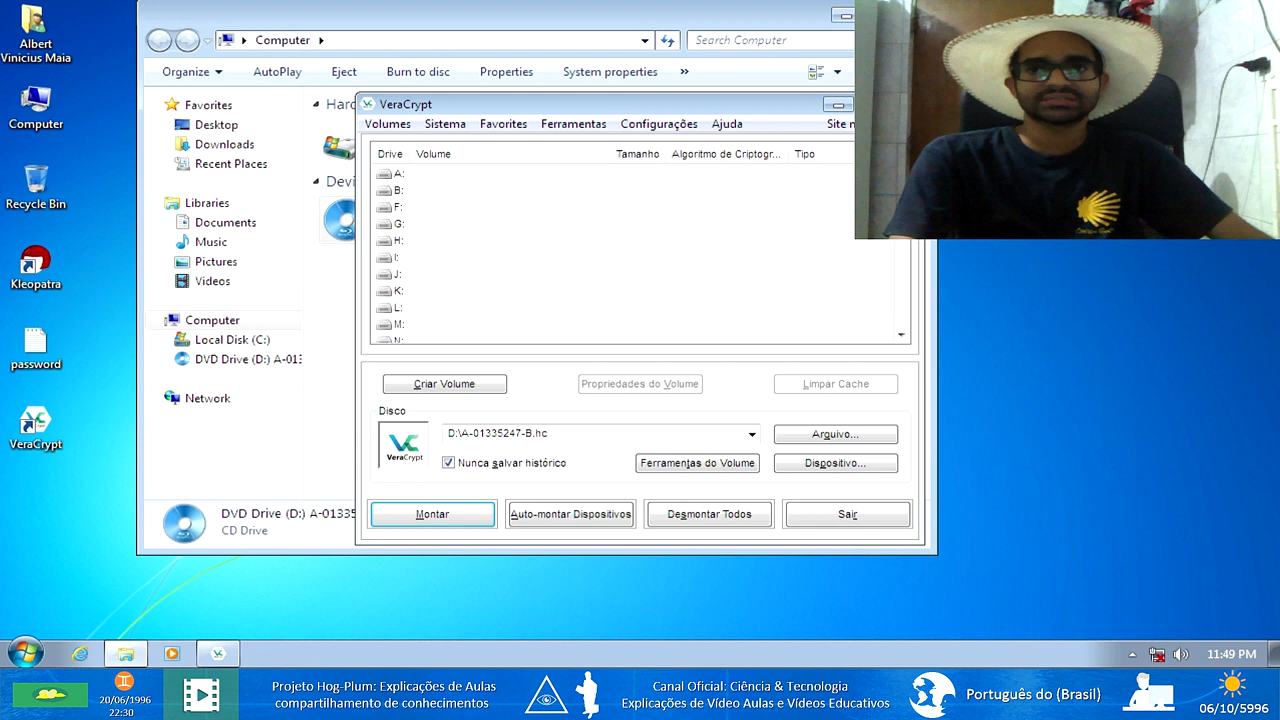 Albert
Vinicius Maia
Computer
Recycle Bin
Kleopatra
password
VeraCrypt
Computer
Search Computer
Organize
AutoPlay
Eject
Burn to disc
Properties
System properties
»
Favorites
Desktop
Downloads
Recent Places
Libraries
Documents
Music
Pictures
Videos
Computer
Local Disk (C:)
DVD Drive (D:) A-013
Network
DVD Drive (D:) A-01335
CD Drive
VeraCrypt
Volumes Sistema Favorites Ferramentas Configurações Ajuda
Drive Volume Tamanho Algoritmo de Criptogr... Tipo
A:
B:
F:
G:
H:
I:
J:
K:
L:
M:
N:
Criar Volume
Propriedades do Volume
Limpar Cache
Disco
VeraCrypt
D:\A-01335247-B.hc
Arquivo...
Nunca salvar histórico
Ferramentas do Volume
Dispositivo...
Montar
Auto-montar Dispositivos
Desmontar Todos
Sair
11:49 PM
20/06/1996
22:30
Projeto Hog-Plum: Explicações de Aulas
compartilhamento de conhecimentos
Canal Oficial: Ciência & Tecnologia
Explicações de Vídeo Aulas e Vídeos Educativos
Português do (Brasil)
06/10/5996